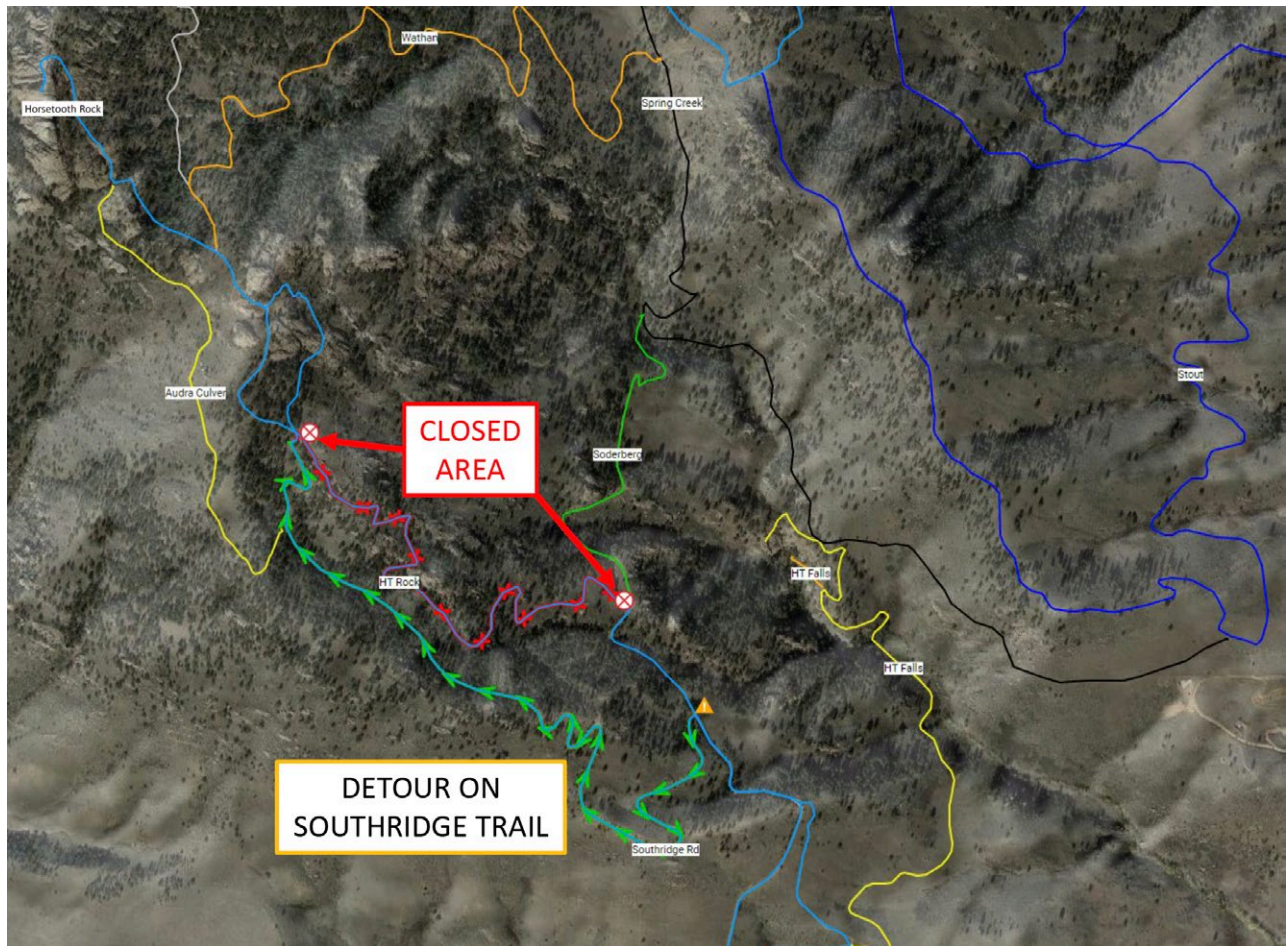 Wathan
Horsetooth Rock
Spring Creek
Stout
Audra Culver
CLOSED
AREA
Soderberg
HT Falls
HT Rock
HT Falls
DETOUR ON
SOUTHRIDGE TRAIL
Southridge Rd